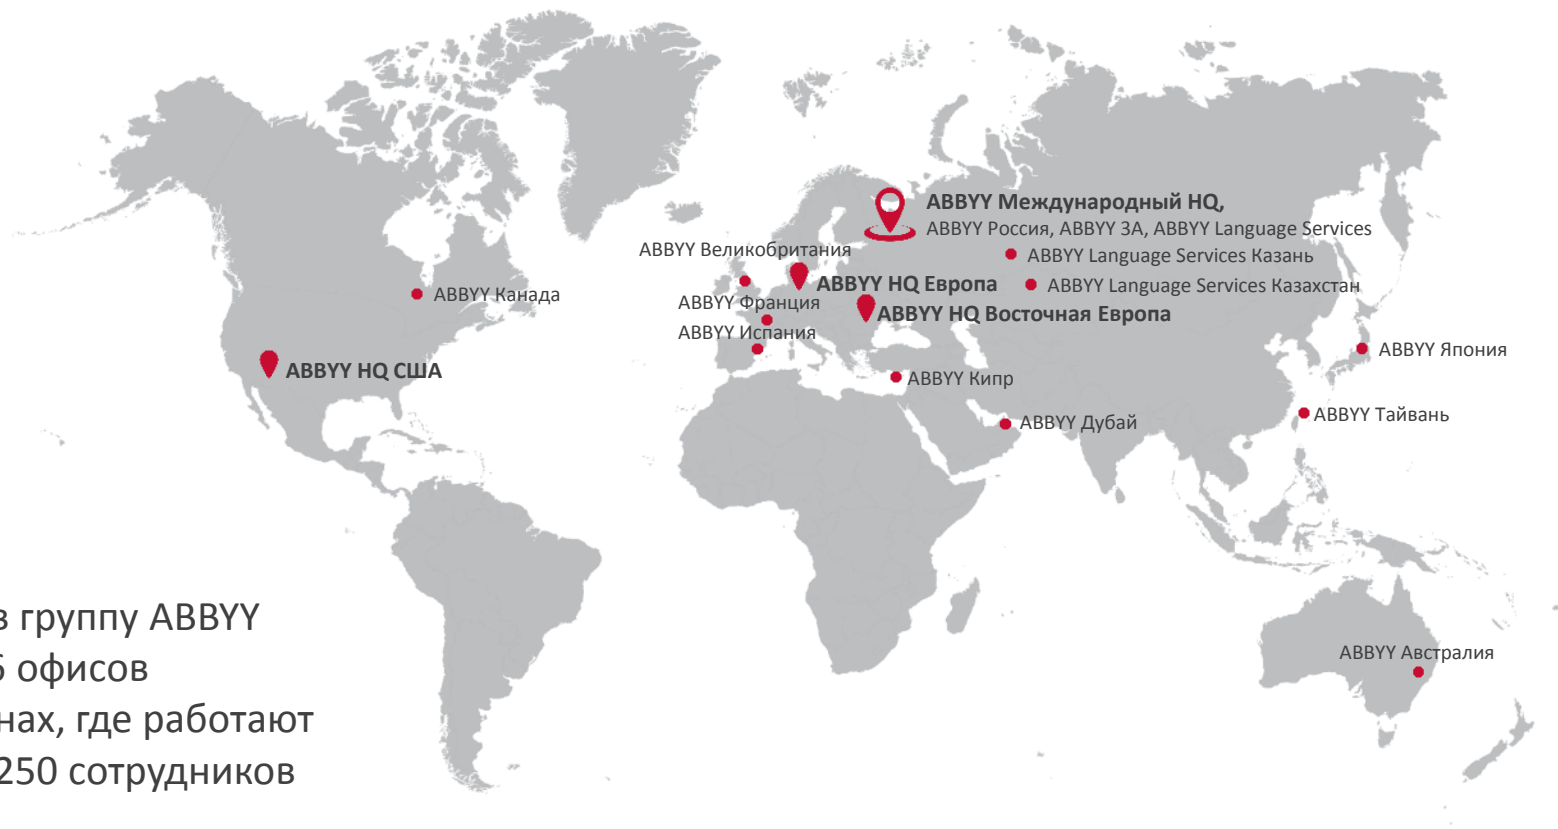 ABBYY Международный HQ,
ABBYY Россия, ABBYY 3A, ABBYY Language Services
ABBYY Великобритания
ABBYY Language Services Казань
ABBYY HQ Европа
ABBYY Language Services Казахстан
ABBYY Канада
ABBYY Франция
ABBYY HQ Восточная Европа
ABBYY Испания
ABBYY Япония
ABBYY HQ США
ABBYY Кипр
ABBYY Тайвань
ABBYY Дубай
в группу ABBYY
офисов
ABBYY Австралия
где работают
250 сотрудников